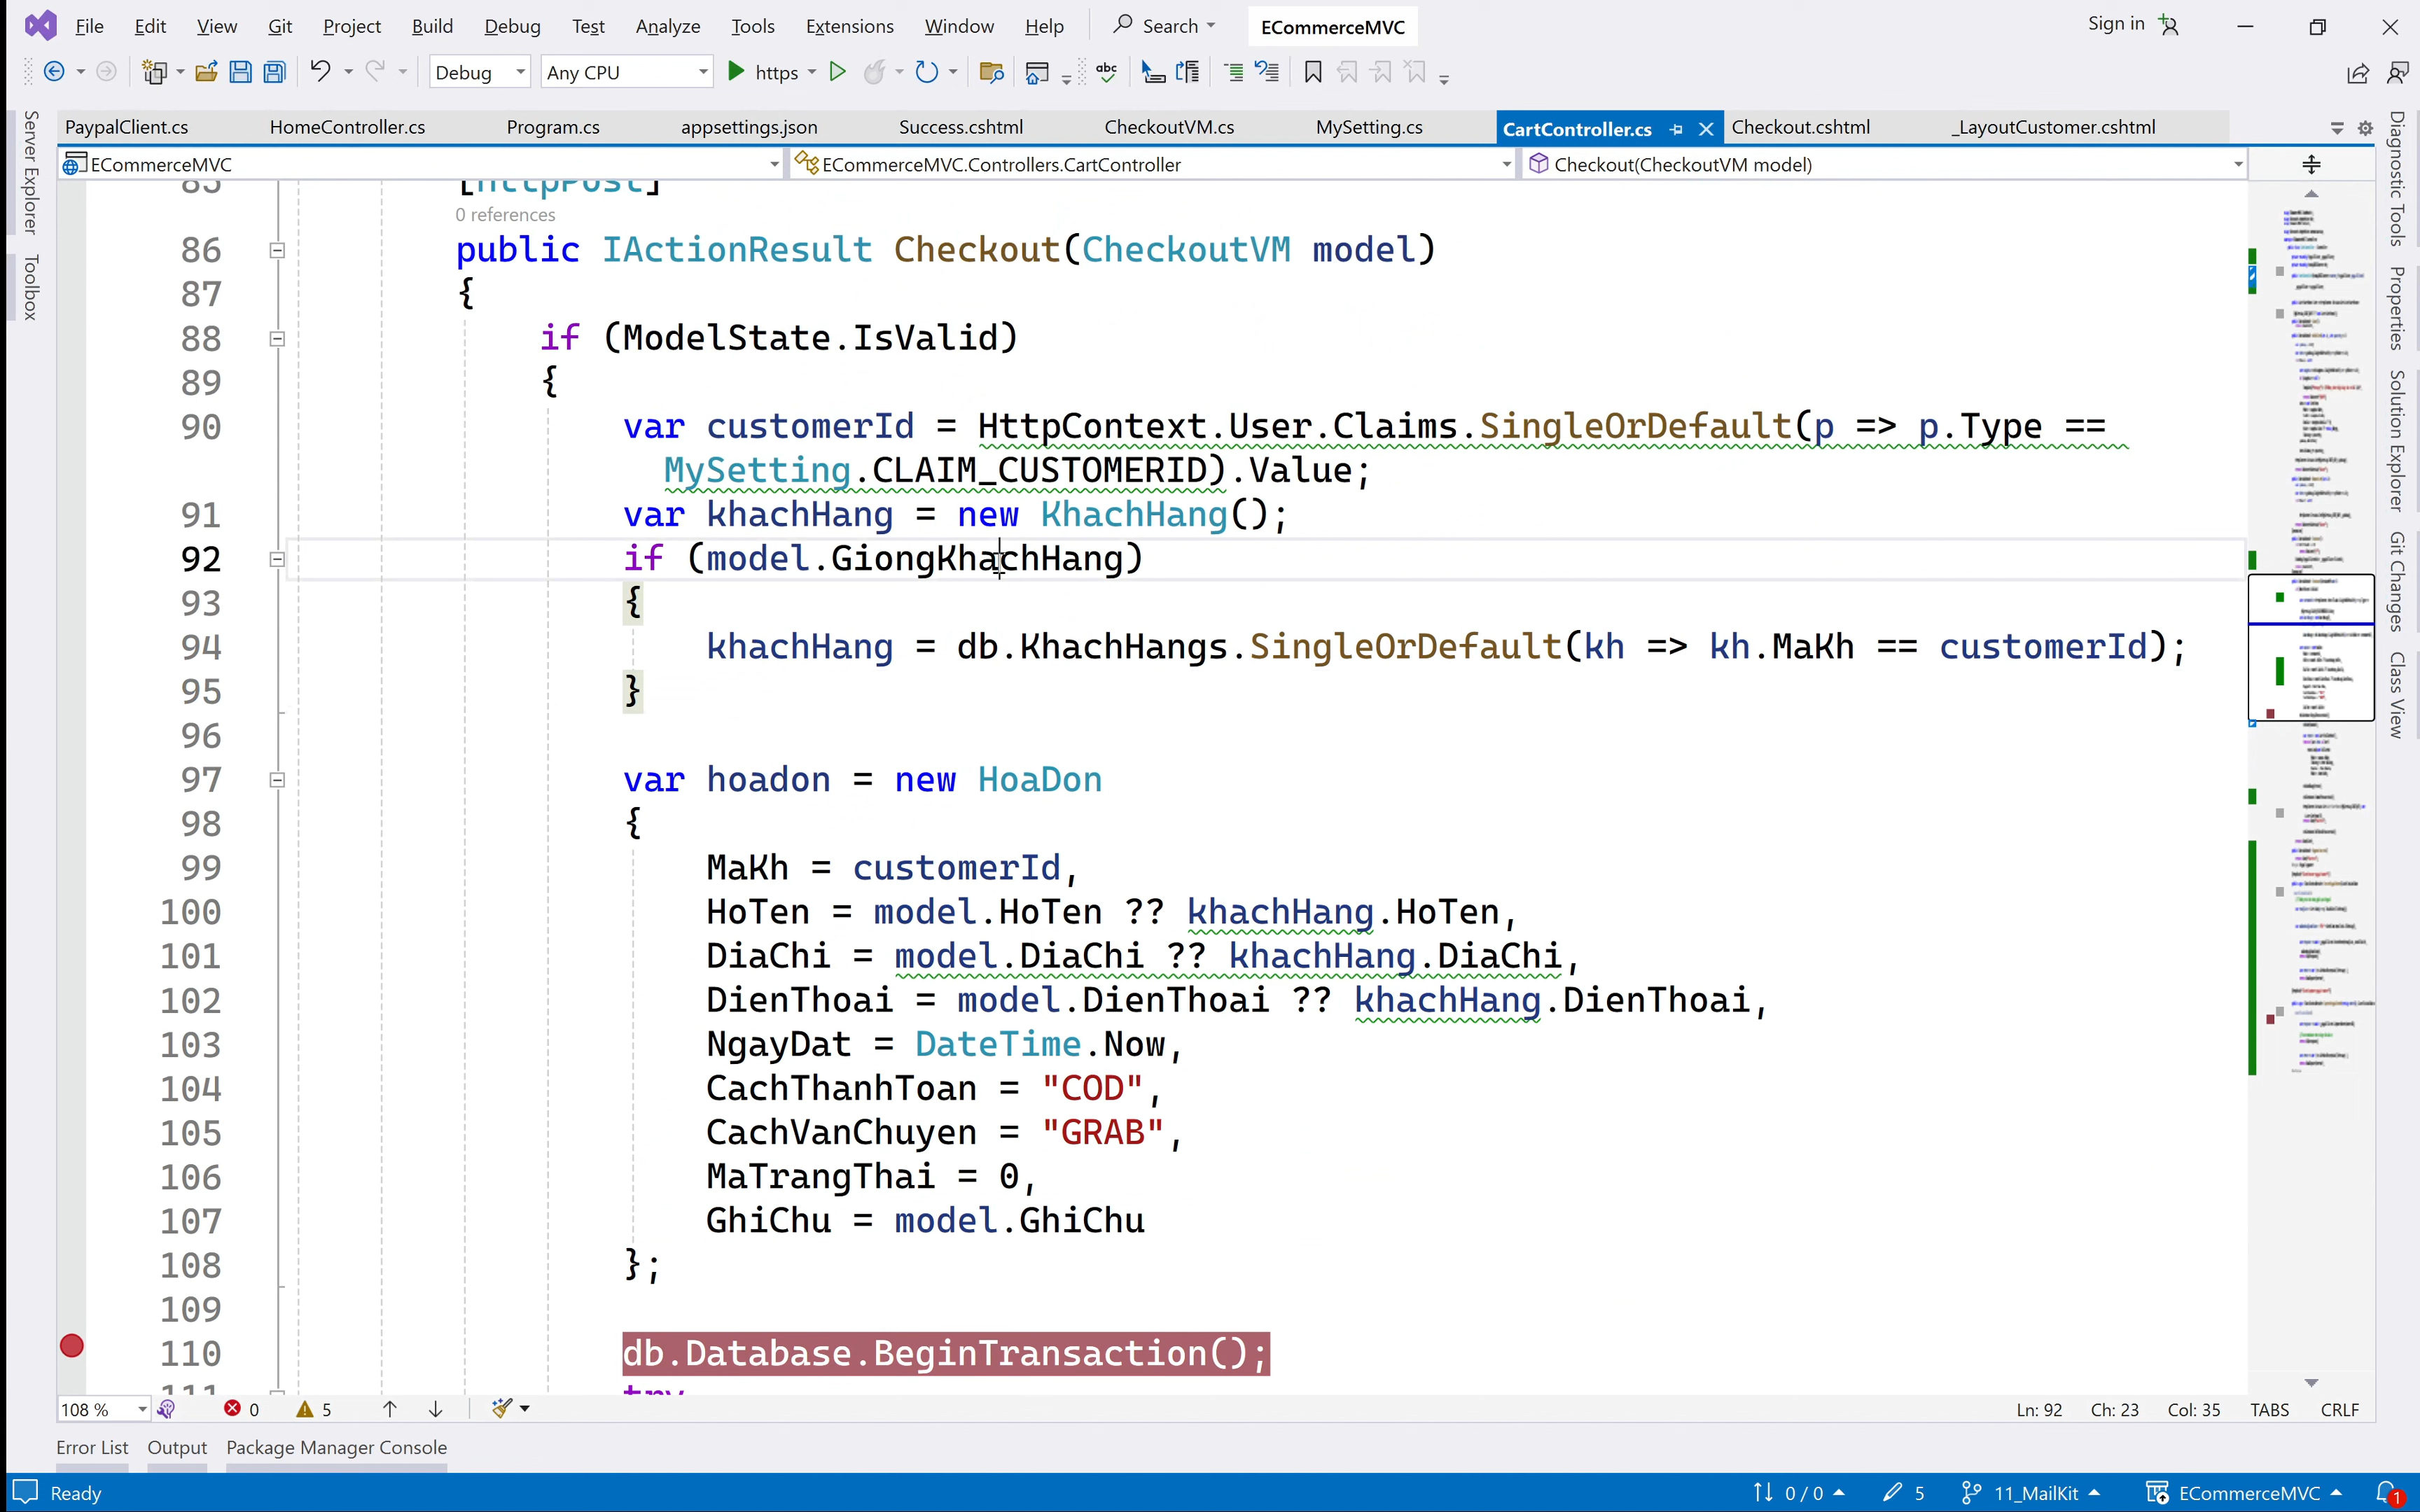 File Edit View Git Project Build Debug Test Analyze Tools Extensions Window Help Search ECommerceMVC Sign in
Debug Any CPU https
PaypalClient.cs HomeController.cs Program.cs appsettings.json Success.cshtml CheckoutVM.cs MySetting.cs CartController.cs Checkout.cshtml _LayoutCustomer.cshtml
ECommerceMVC ECommerceMVC.Controllers.CartController Checkout(CheckoutVM model)
Server Explorer
Toolbox
Diagnostic Tools
Properties
Solution Explorer
Git Changes
Class View
85 [HttpPost]
0 references
86 public IActionResult Checkout(CheckoutVM model)
87 {
88 if (ModelState.IsValid)
89 {
90 var customerId = HttpContext.User.Claims.SingleOrDefault(p => p.Type ==
MySetting.CLAIM_CUSTOMERID).Value;
91 var khachHang = new KhachHang();
92 if (model.GiongKhachHang)
93 {
94 khachHang = db.KhachHangs.SingleOrDefault(kh => kh.MaKh == customerId);
95 }
96
97 var hoadon = new HoaDon
98 {
99 MaKh = customerId,
100 HoTen = model.HoTen ?? khachHang.HoTen,
101 DiaChi = model.DiaChi ?? khachHang.DiaChi,
102 DienThoai = model.DienThoai ?? khachHang.DienThoai,
103 NgayDat = DateTime.Now,
104 CachThanhToan = "COD",
105 CachVanChuyen = "GRAB",
106 MaTrangThai = 0,
107 GhiChu = model.GhiChu
108 };
109
110 db.Database.BeginTransaction();
111 try
108 % 0 5 Ln: 92 Ch: 23 Col: 35 TABS CRLF
Error List Output Package Manager Console
Ready 0 / 0 5 11_MailKit ECommerceMVC 1